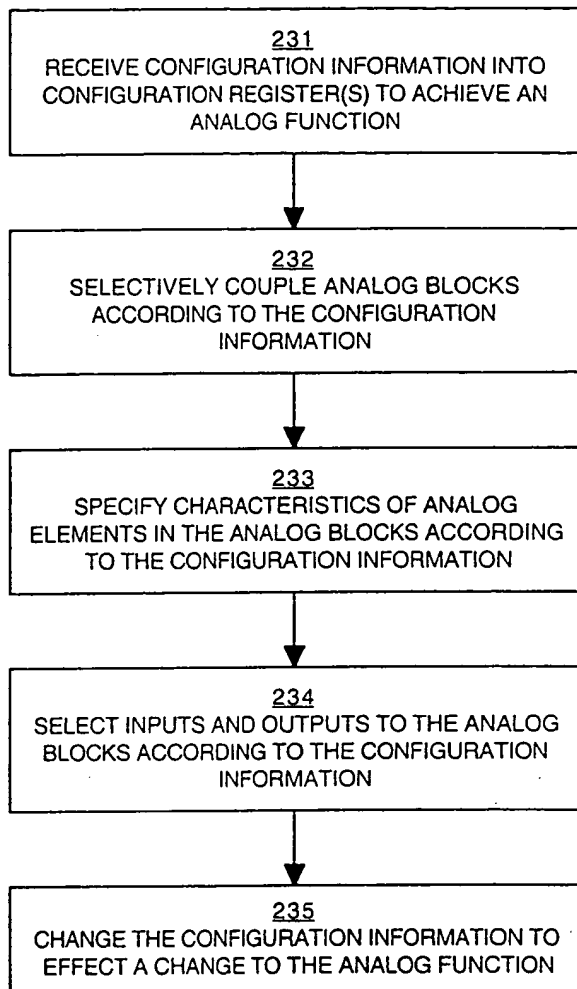 231
RECEIVE CONFIGURATION INFORMATION INTO
CONFIGURATION REGISTER(S) TO ACHIEVE AN
ANALOG FUNCTION
232
SELECTIVELY COUPLE ANALOG BLOCKS
ACCORDING TO THE CONFIGURATION
INFORMATION
233
SPECIFY CHARACTERISTICS OF ANALOG
ELEMENTS IN THE ANALOG BLOCKS ACCORDING
TO THE CONFIGURATION INFORMATION
234
SELECT INPUTS AND OUTPUTS TO THE ANALOG
BLOCKS ACCORDING TO THE CONFIGURATION
INFORMATION
235
CHANGE THE CONFIGURATION INFORMATION TO
EFFECT A CHANGE TO THE ANALOG FUNCTION